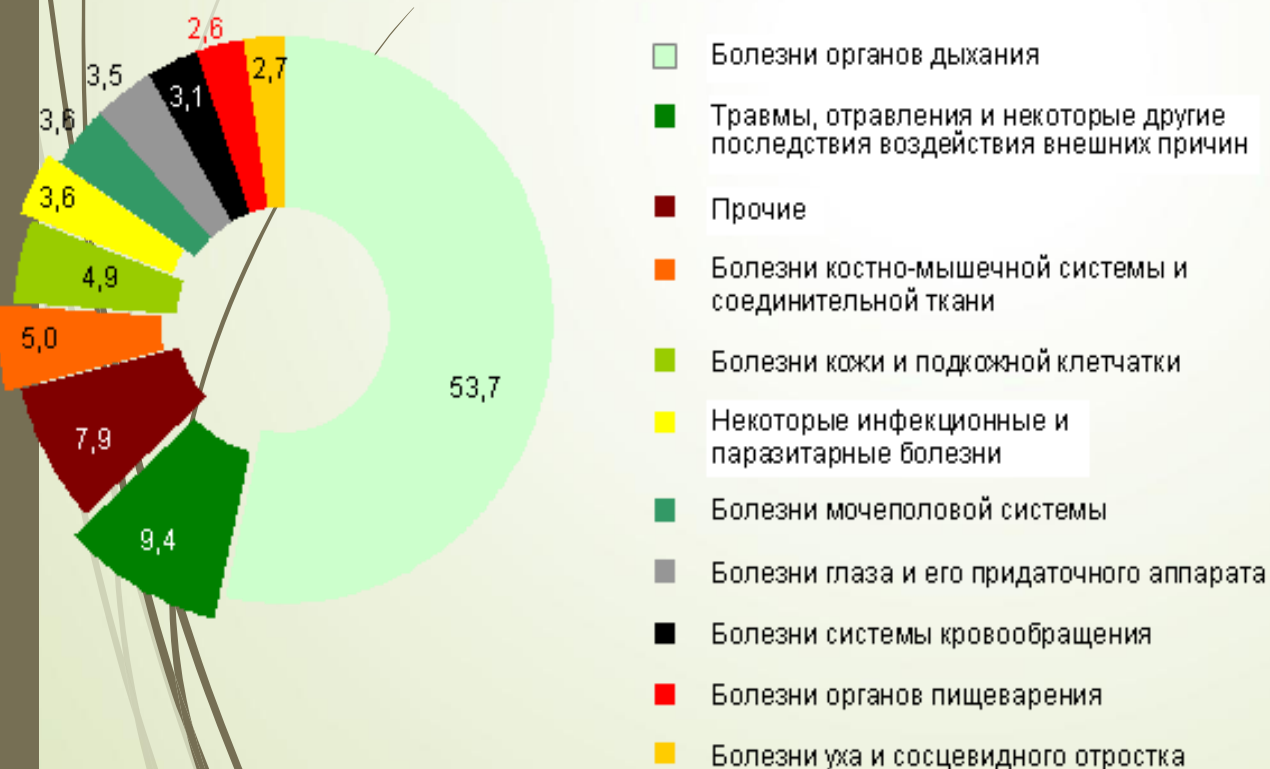 2,6
2,7
3,5
3,1
3,6
3,6
4,9
5,0
53,7
7,9
9,4
Болезни органов дыхания
Травмы, отравления и некоторые другие
последствия воздействия внешних причин
Прочие
Болезни костно-мышечной системы и
соединительной ткани
Болезни кожи и подкожной клетчатки
Некоторые инфекционные и
паразитарные болезни
Болезни мочеполовой системы
Болезни глаза и его придаточного аппарата
Болезни системы кровообращения
Болезни органов пищеварения
Болезни уха и сосцевидного отростка